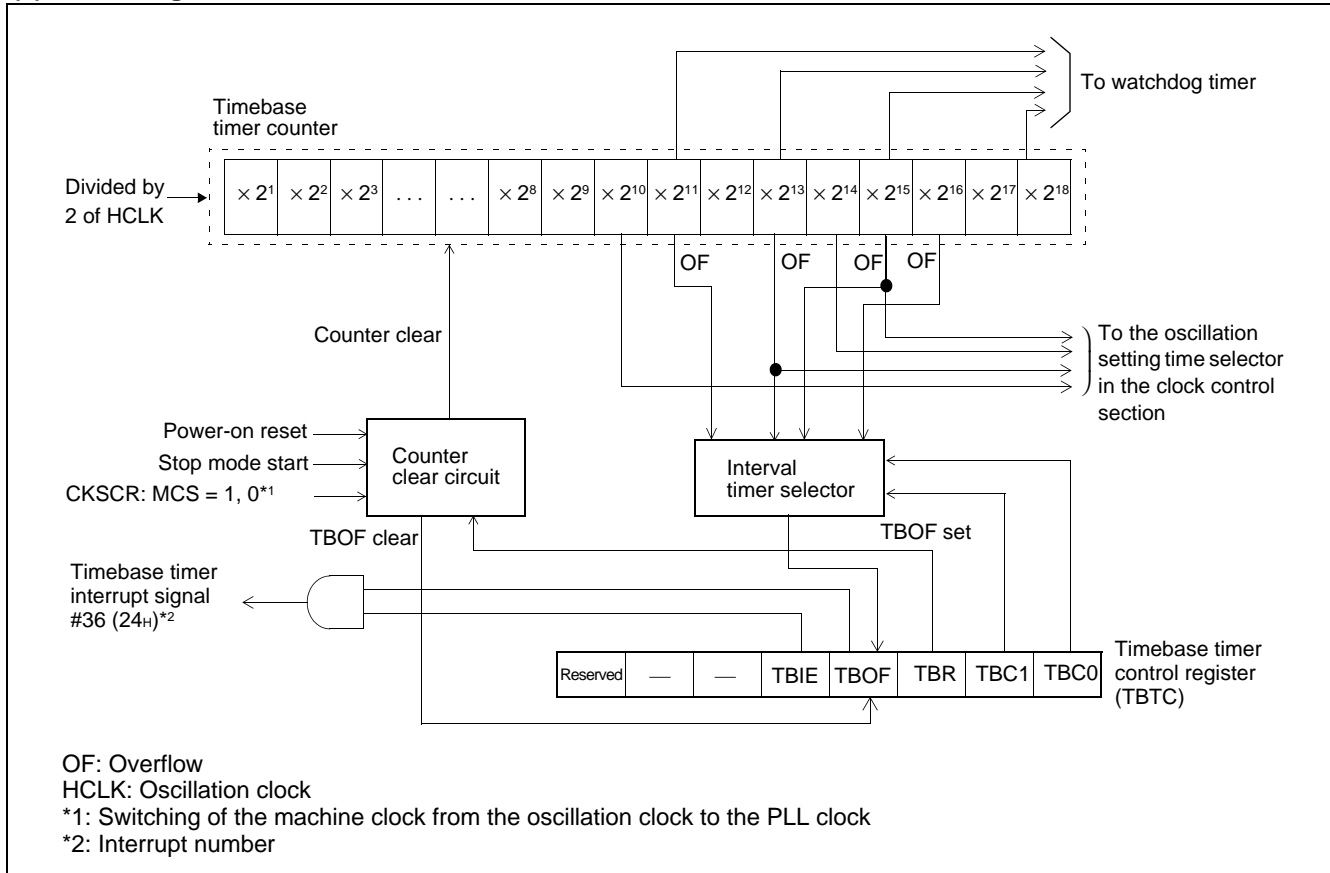 To watchdog timer
Timebase
timer counter
Divided by
2 of HCLK
× 2¹ × 2² × 2³ . . . . . . × 2⁸ × 2⁹ × 2¹⁰ × 2¹¹ × 2¹² × 2¹³ × 2¹⁴ × 2¹⁵ × 2¹⁶ × 2¹⁷ × 2¹⁸
OF OF OF OF
Counter clear
To the oscillation
setting time selector
in the clock control
section
Power-on reset
Stop mode start
CKSCR: MCS = 1, 0*1
Counter
clear circuit
Interval
timer selector
TBOF clear
TBOF set
Timebase timer
interrupt signal
#36 (24H)*2
Reserved — — TBIE TBOF TBR TBC1 TBC0
Timebase timer
control register
(TBTC)
OF: Overflow
HCLK: Oscillation clock
*1: Switching of the machine clock from the oscillation clock to the PLL clock
*2: Interrupt number